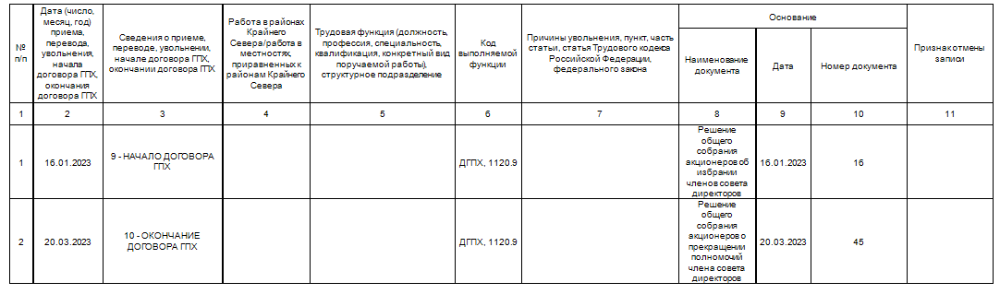 №
п/п
Дата (число,
месяц, год)
приема,
перевода,
увольнения,
начала
договора ГПХ,
окончания
договора ГПХ
Сведения о приеме,
переводе, увольнении,
начале договора ГПХ,
окончании договора ГПХ
Работа в районах
Крайнего
Севера/работа в
местностях,
приравненных к
районам Крайнего
Севера
Трудовая функция (должность,
профессия, специальность,
квалификация, конкретный вид
поручаемой работы),
структурное подразделение
Код
выполняемой
функции
Причины увольнения, пункт, часть
статьи, статья Трудового кодекса
Российской Федерации,
федерального закона
Основание
Наименование
документа
Дата
Номер документа
Признак отмены
записи
1 2 3 4 5 6 7 8 9 10 11
1
16.01.2023
9 - НАЧАЛО ДОГОВОРА
ГПХ
ДГПХ, 1120.9
Решение
общего
собрания
акционеров об
избрании
членов совета
директоров
16.01.2023
16
2
20.03.2023
10 - ОКОНЧАНИЕ
ДОГОВОРА ГПХ
ДГПХ, 1120.9
Решение
общего
собрания
акционеров о
прекращении
полномочий
члена совета
директоров
20.03.2023
45